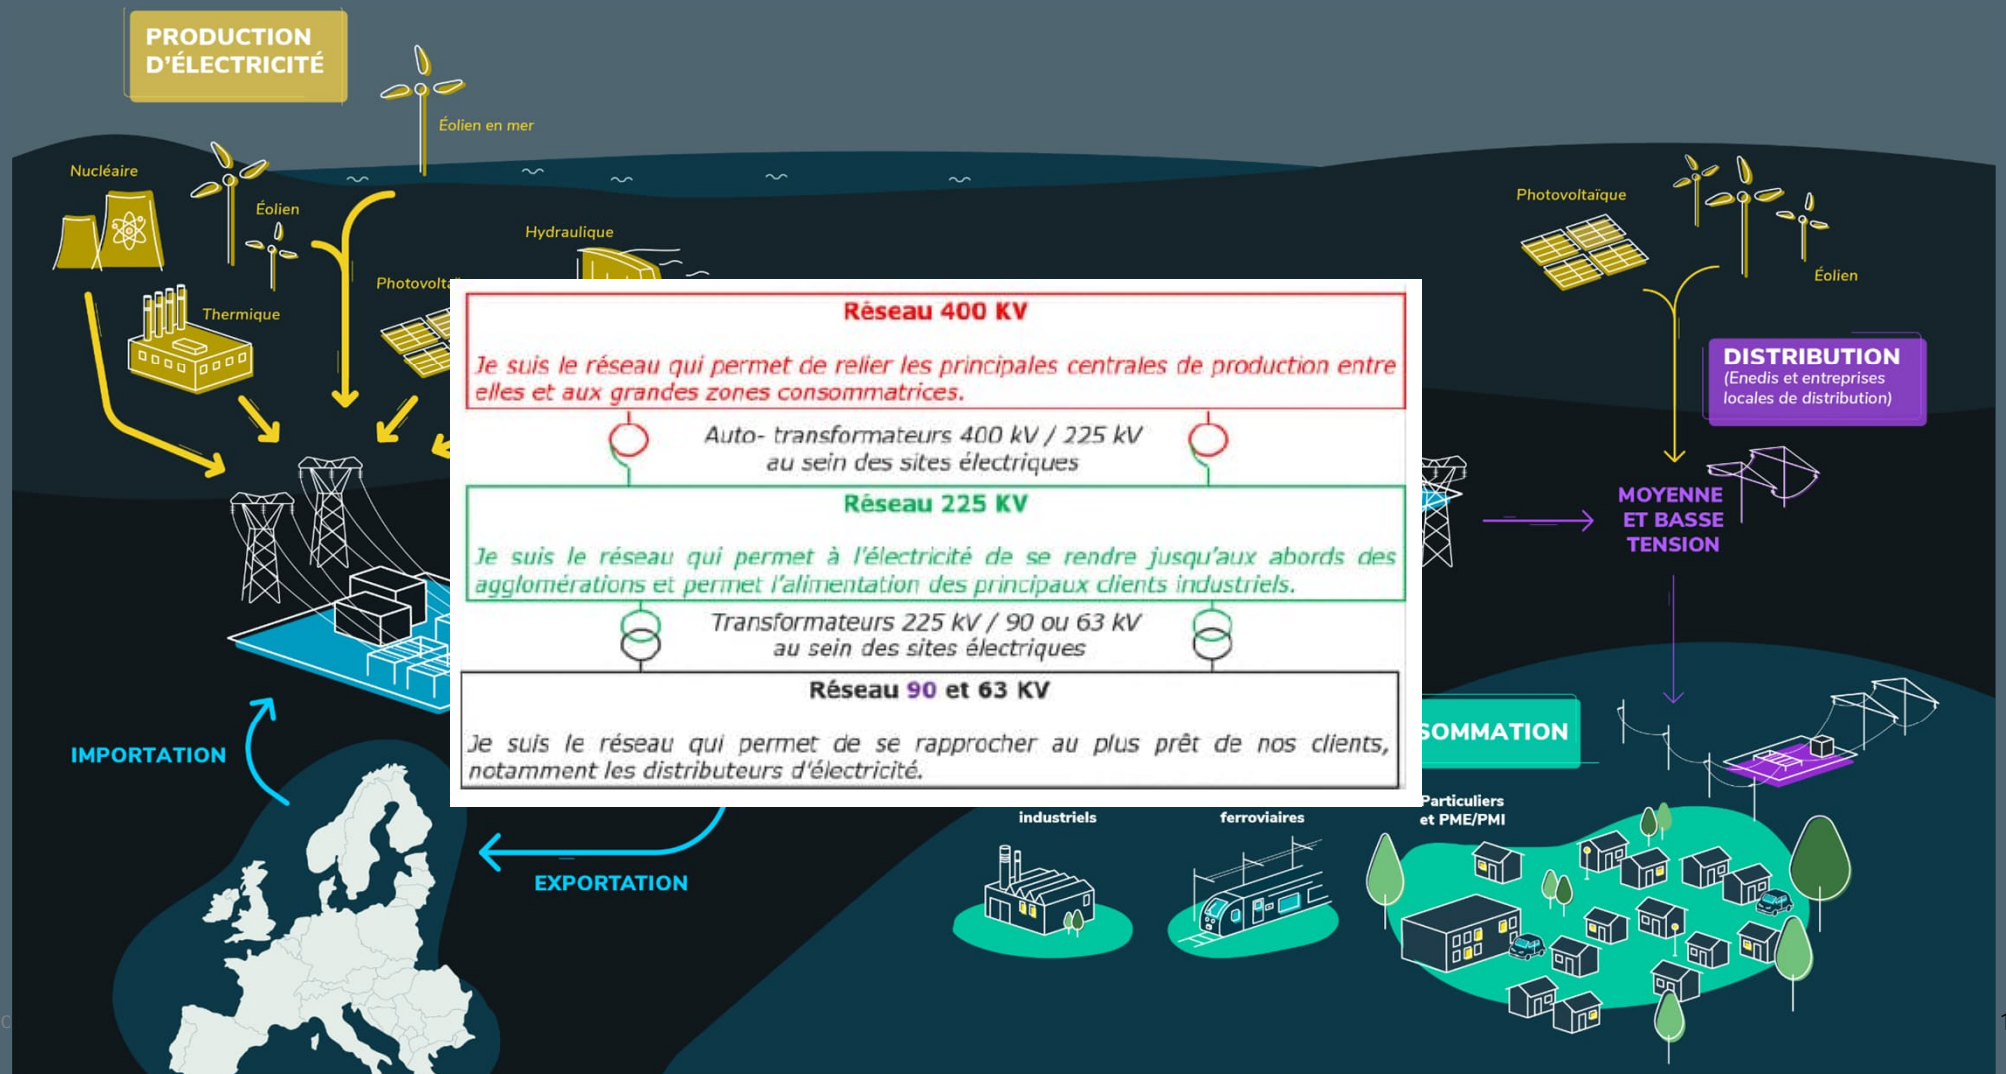 PRODUCTION
D'ÉLECTRICITÉ
Éolien en mer
Nucléaire
Éolien
Hydraulique
Thermique
Photovolta
Photovoltaïque
Éolien
Réseau 400 KV
Je suis le réseau qui permet de relier les principales centrales de production entre
elles et aux grandes zones consommatrices.
Auto- transformateurs 400 kV / 225 kV
au sein des sites électriques
Réseau 225 KV
Je suis le réseau qui permet à l'électricité de se rendre jusqu'aux abords des
agglomérations et permet l'alimentation des principaux clients industriels.
Transformateurs 225 kV / 90 ou 63 kV
au sein des sites électriques
Réseau 90 et 63 KV
Je suis le réseau qui permet de se rapprocher au plus prêt de nos clients,
notamment les distributeurs d'électricité.
DISTRIBUTION
(Enedis et entreprises
locales de distribution)
MOYENNE
ET BASSE
TENSION
IMPORTATION
EXPORTATION
SOMMATION
industriels
ferroviaires
Particuliers
et PME/PMI